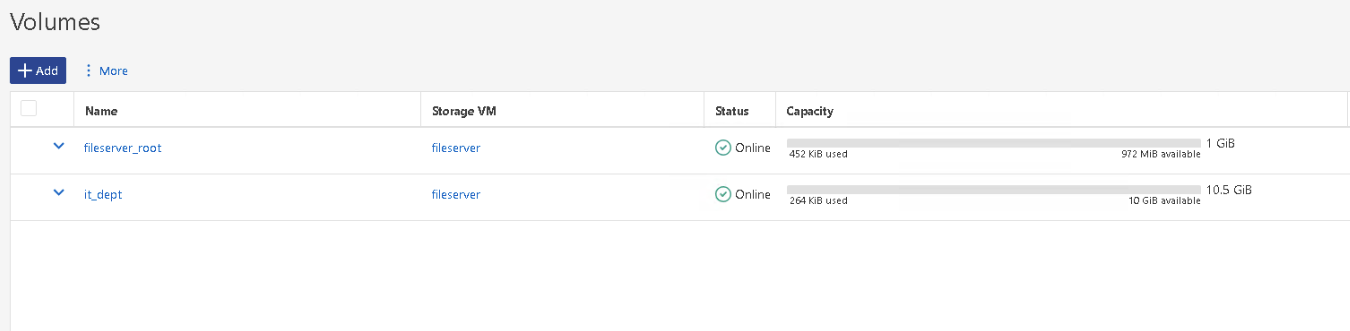 Volumes
+ Add ⋮ More
Name Storage VM Status Capacity
fileserver_root fileserver Online 1 GiB
452 KiB used 972 MiB available
it_dept fileserver Online 10.5 GiB
264 KiB used 10 GiB available